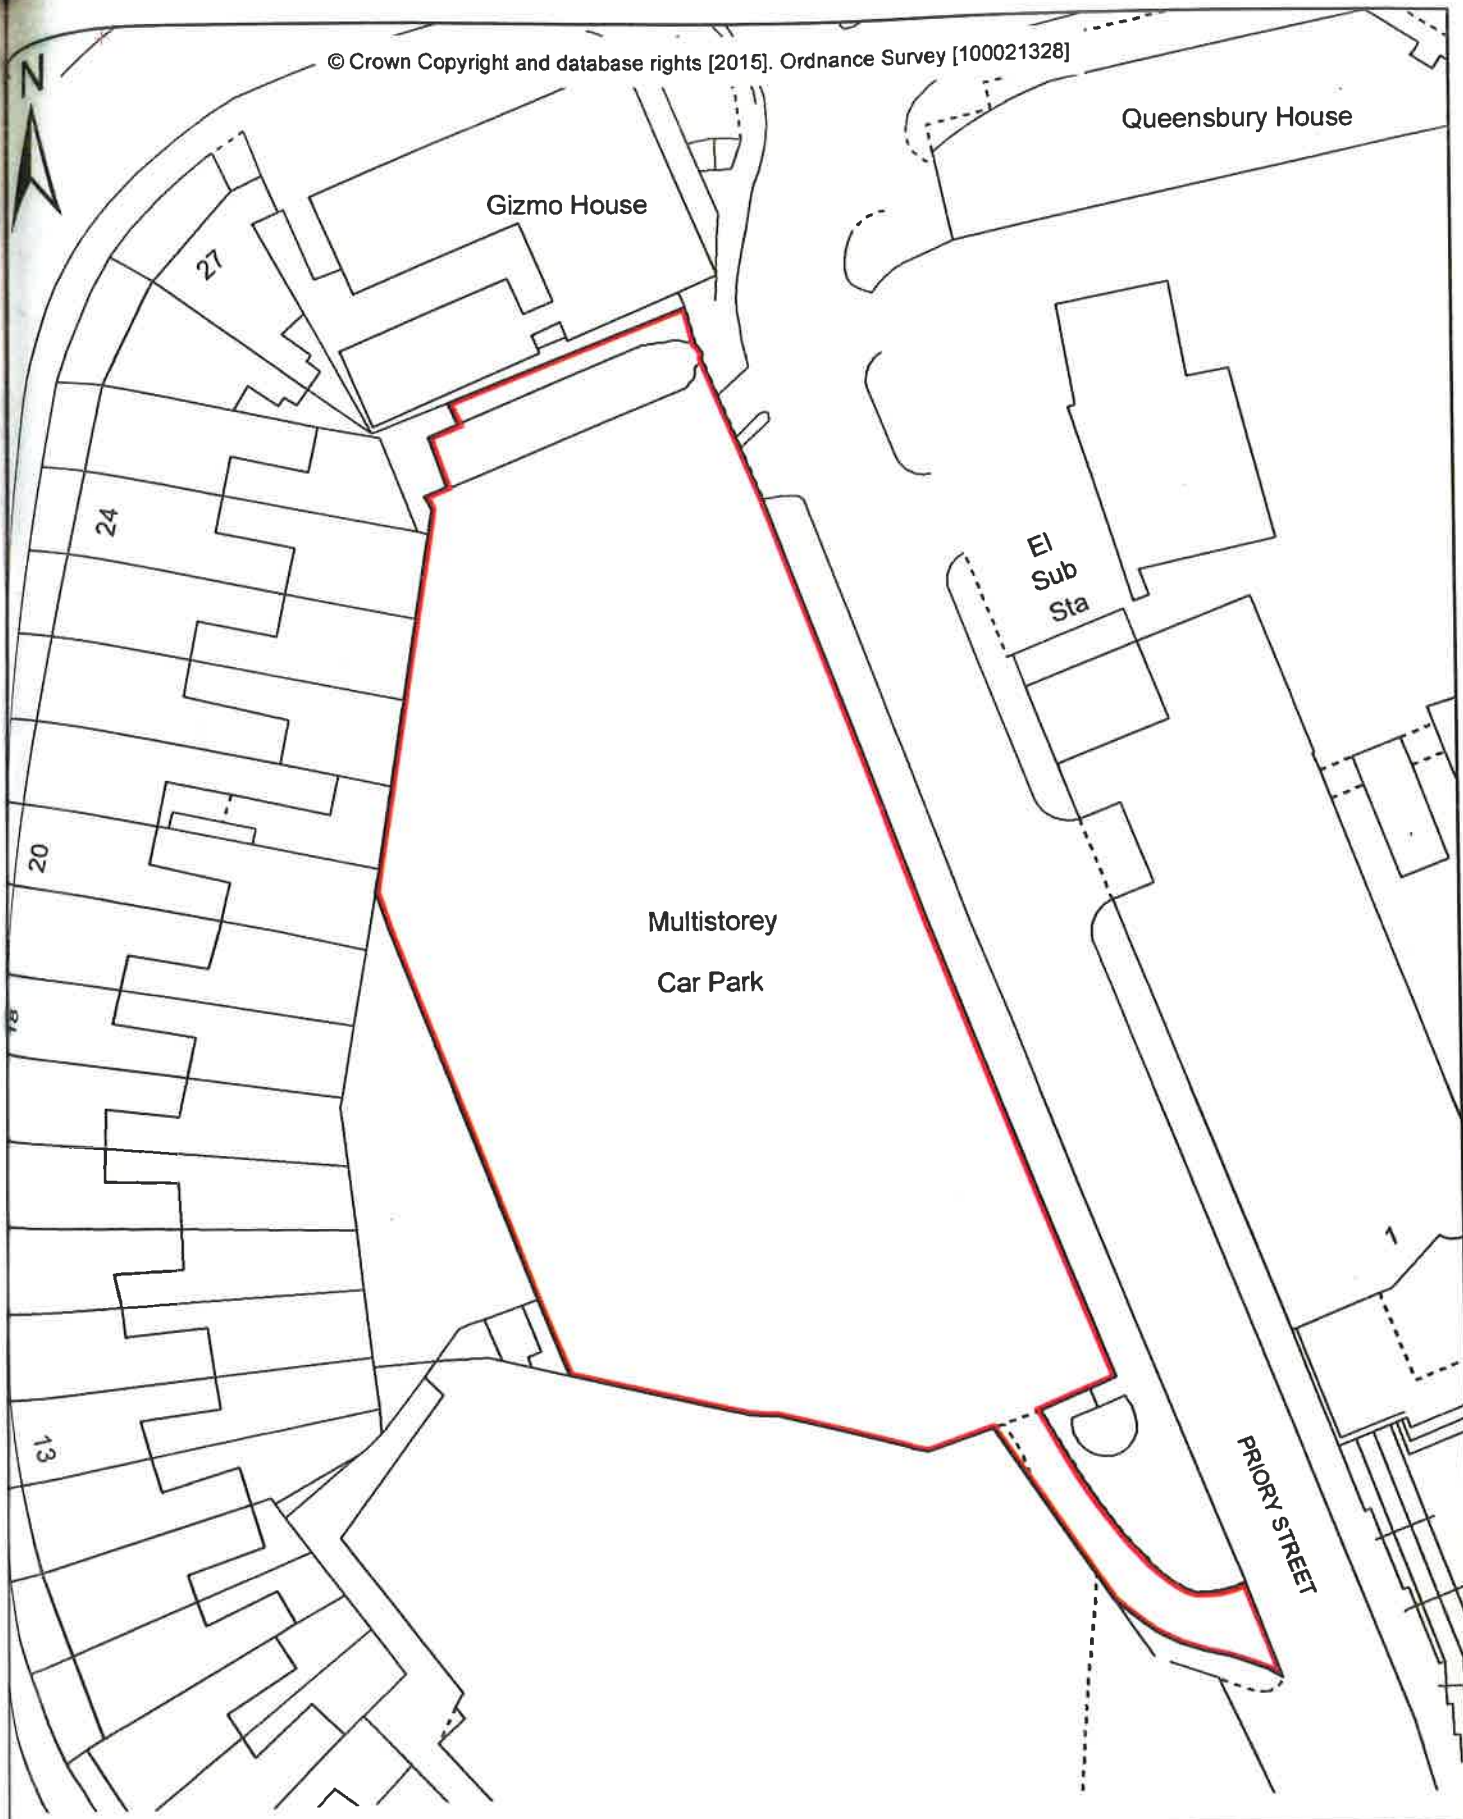 © Crown Copyright and database rights [2015]. Ordnance Survey [100021328]
N
Queensbury House
Gizmo House
27
24
El
Sub
Sta
20
Multistorey
Car Park
18
1
13
PRIORY STREET